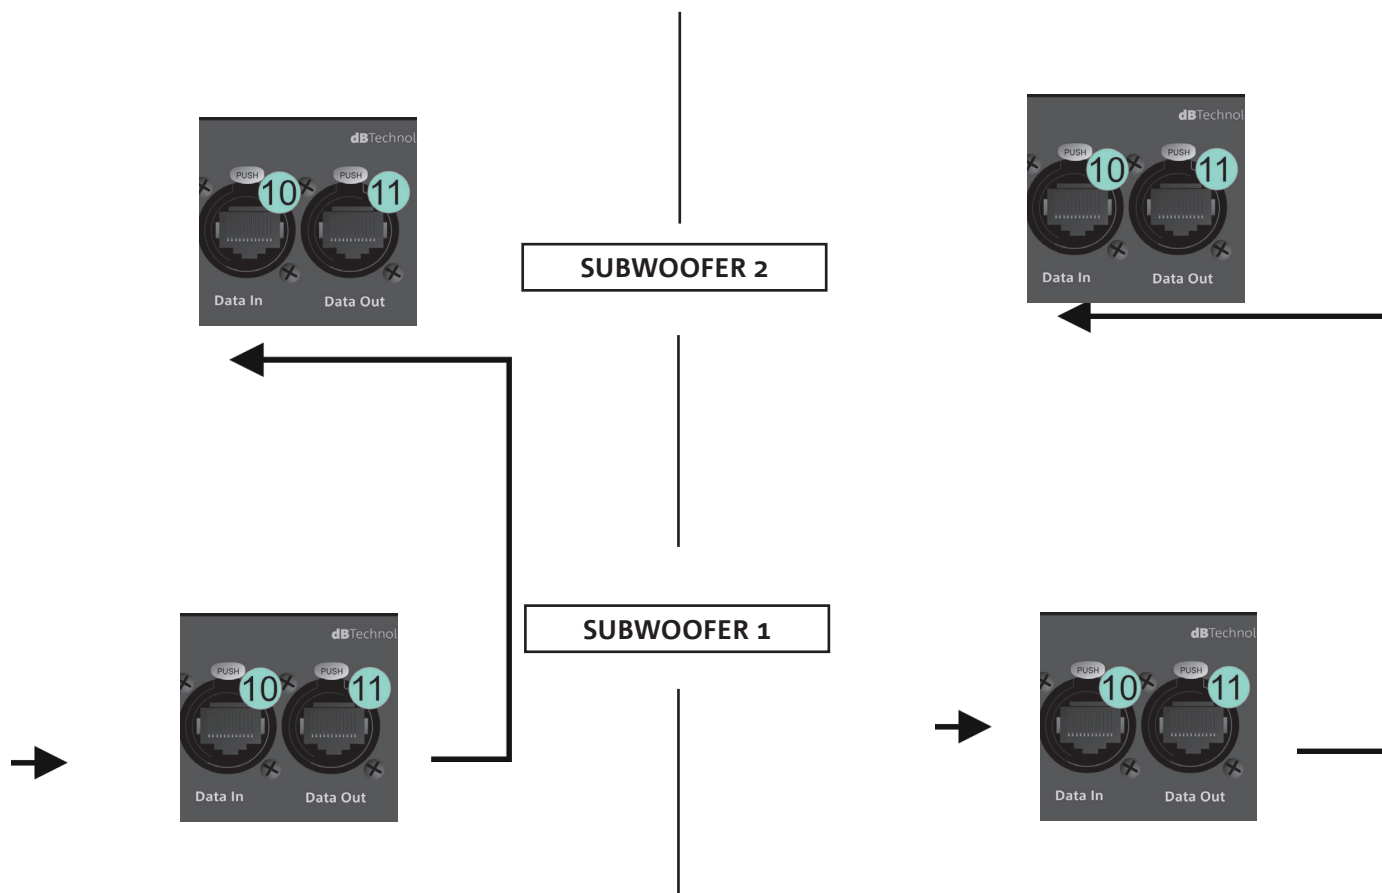 dBTechnol
PUSH 10 PUSH 11
Data In Data Out
dBTechnol
PUSH 10 PUSH 11
Data In Data Out
SUBWOOFER 2
SUBWOOFER 1
dBTechnol
PUSH 10 PUSH 11
Data In Data Out
dBTechnol
PUSH 10 PUSH 11
Data In Data Out